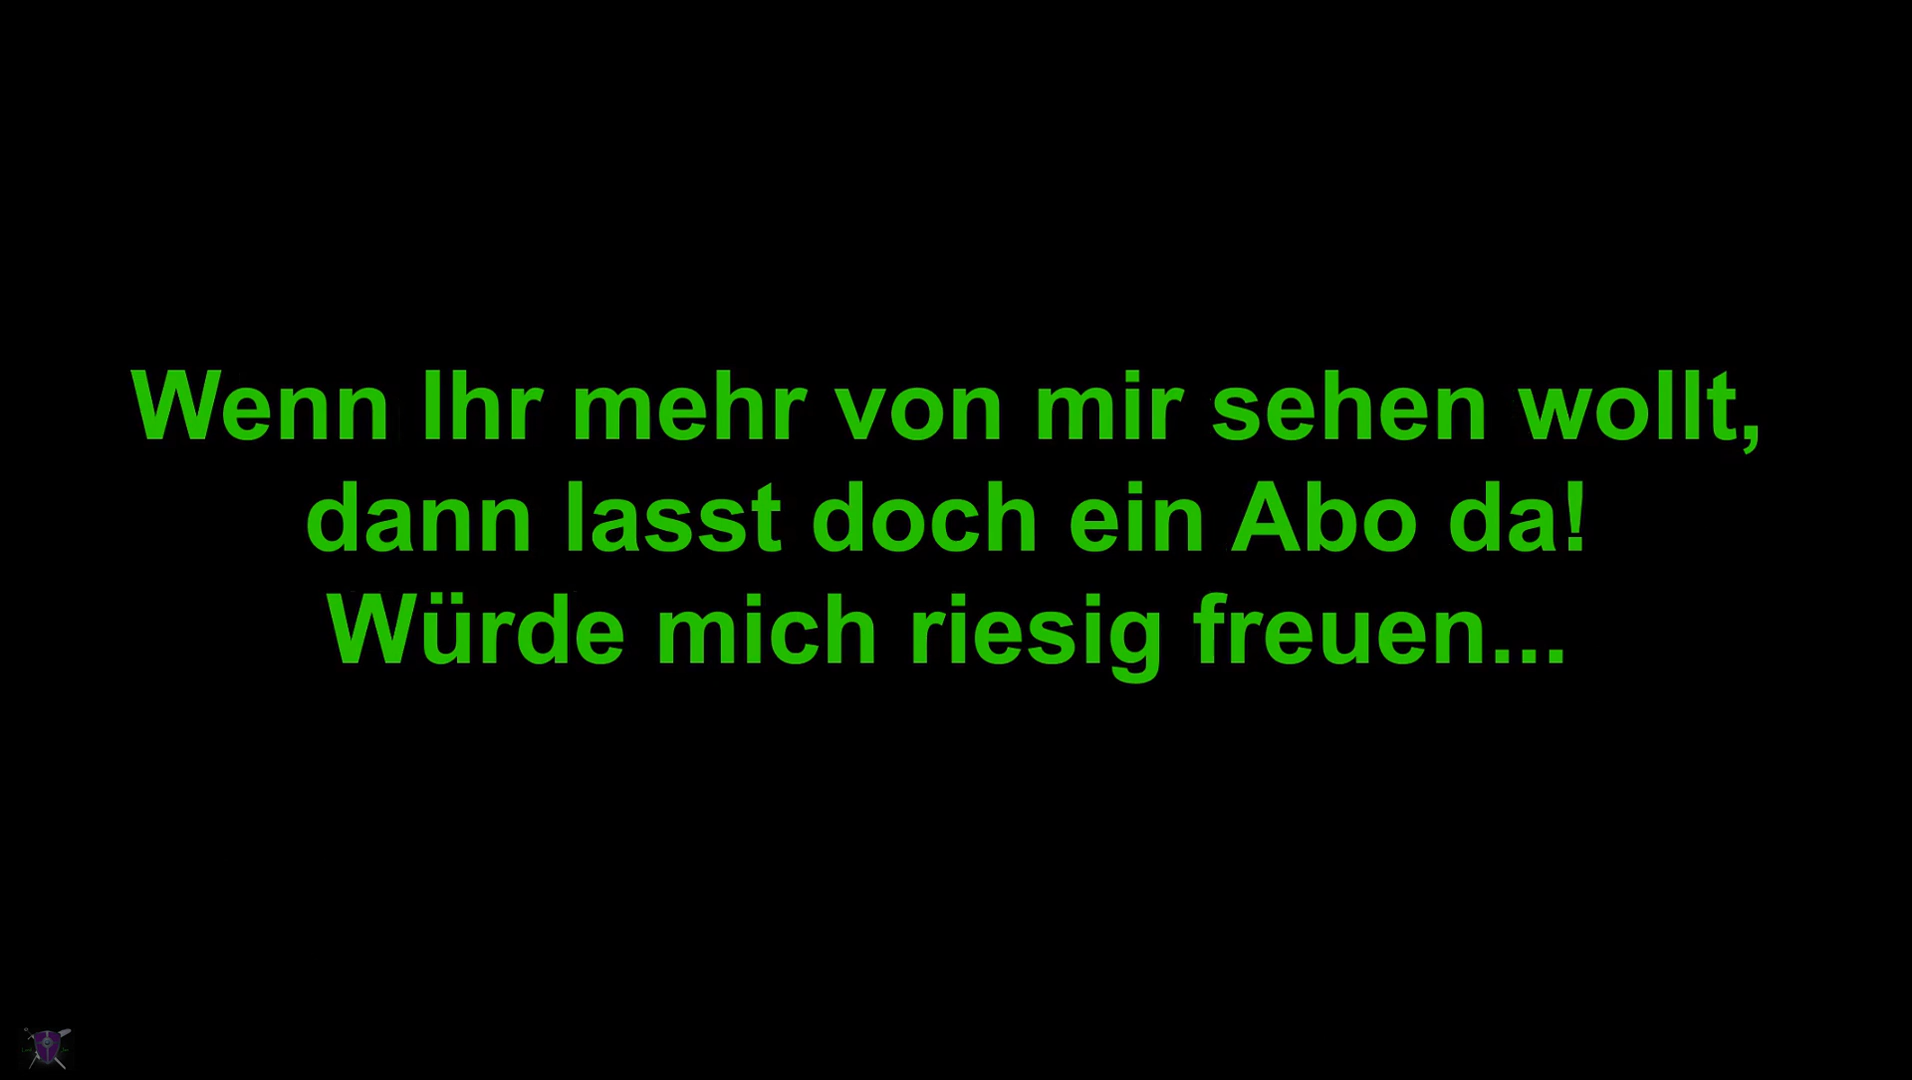 Wenn Ihr mehr von mir sehen wollt,
dann lasst doch ein Abo da!
Würde mich riesig freuen...